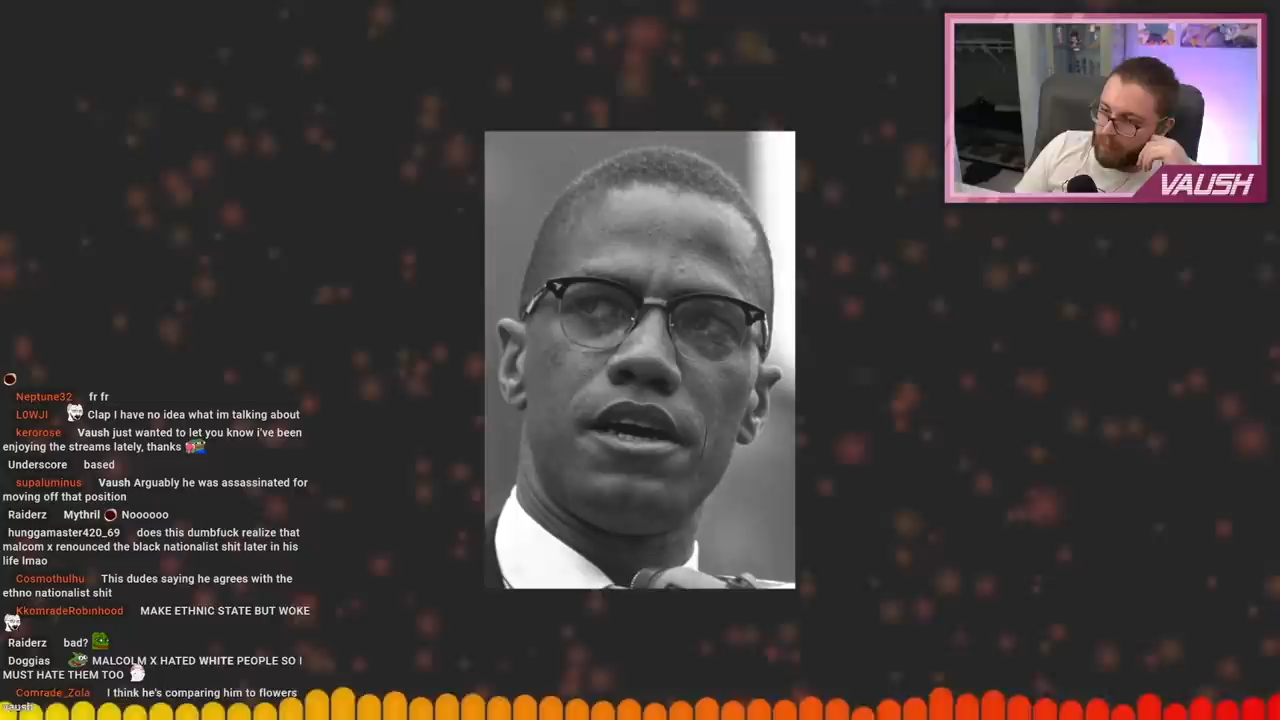 VAUSH
Neptune32 fr fr
L0WJI Clap I have no idea what im talking about
kerorose Vaush just wanted to let you know i've been
enjoying the streams lately, thanks
Underscore based
supaluminus Vaush Arguably he was assassinated for
moving off that position
Raiderz Mythril Nooooo
hunggamaster420_69 does this dumbfuck realize that
malcom x renounced the black nationalist shit later in his
life lmao
Cosmothulhu This dudes saying he agrees with the
ethno nationalist shit
KkomradeRobinhood MAKE ETHNIC STATE BUT WOKE
Raiderz bad?
Doggias MALCOLM X HATED WHITE PEOPLE SO I
MUST HATE THEM TOO
Comrade_Zola I think he's comparing him to flowers
vaush